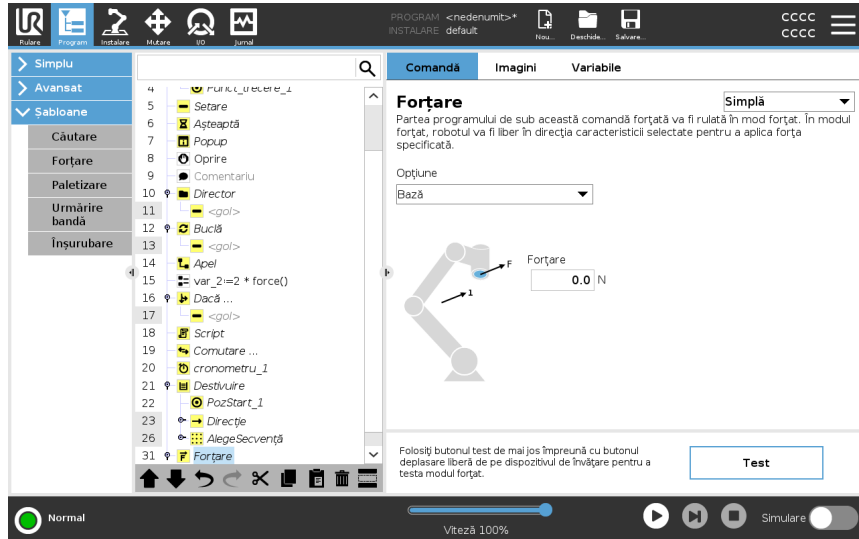 PROGRAM <nedenumit>*
INSTALARE default
Rulare
Program
Instalare
Mutare
I/O
Jurnal
Nou...
Deschide...
Salvare...
CCCC
CCCC
Simplu
Avansat
Șabloane
Căutare
Forțare
Paletizare
Urmărire
bandă
Înșurubare
4 Punct_trecere_1
5 Setare
6 Așteaptă
7 Popup
8 Oprire
9 Comentariu
10 Director
11 <gol>
12 Buclă
13 <gol>
14 Apel
15 var_2:=2 * force()
16 Dacă ...
17 <gol>
18 Script
19 Comutare ...
20 cronometru_1
21 Destivuire
22 PozStart_1
23 Direcție
26 AlegeSecvență
31 Forțare
Comandă
Imagini
Variabile
Forțare
Simplă
Partea programului de sub această comandă forțată va fi rulată în mod forțat. În modul
forțat, robotul va fi liber în direcția caracteristicii selectate pentru a aplica forța
specificată.
Opțiune
Bază
F
1
Forțare
0.0 N
Folosiți butonul test de mai jos împreună cu butonul
deplasare liberă de pe dispozitivul de învățare pentru a
testa modul forțat.
Test
Normal
Viteză 100%
Simulare